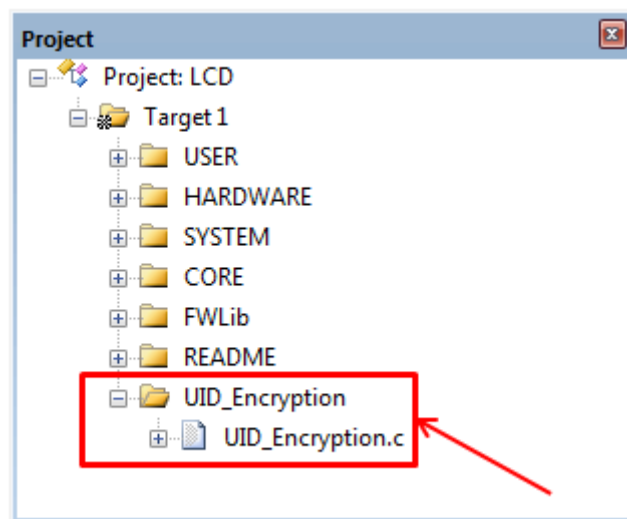 Project
Project: LCD
Target 1
USER
HARDWARE
SYSTEM
CORE
FWLib
README
UID_Encryption
UID_Encryption.c